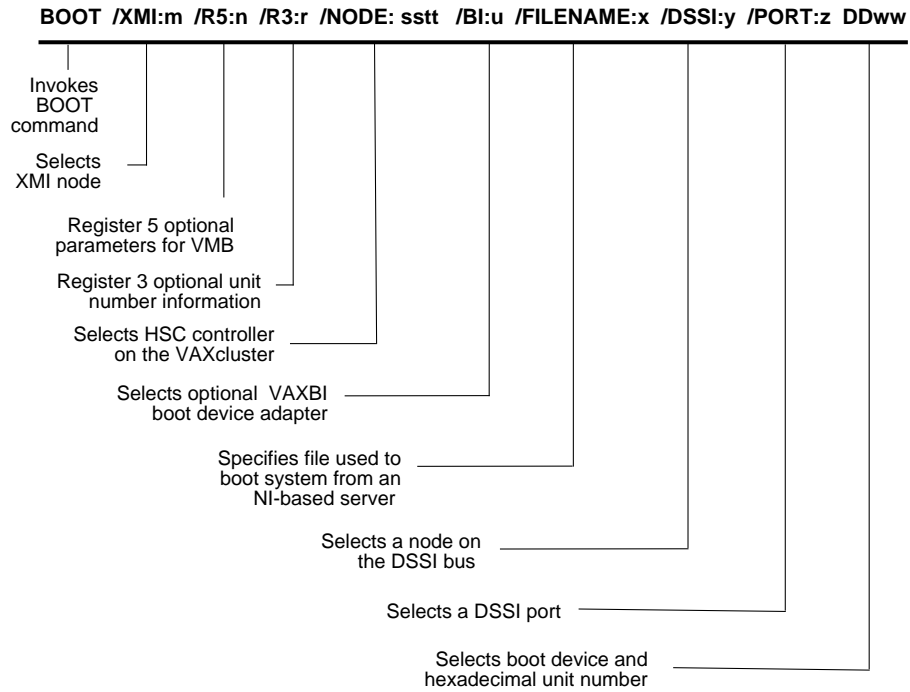 BOOT /XMI:m /R5:n /R3:r /NODE: sstt /BI:u /FILENAME:x /DSSI:y /PORT:z DDww
Invokes
BOOT
command
Selects
XMI node
Register 5 optional
parameters for VMB
Register 3 optional unit
number information
Selects HSC controller
on the VAXcluster
Selects optional VAXBI
boot device adapter
Specifies file used to
boot system from an
NI-based server
Selects a node on
the DSSI bus
Selects a DSSI port
Selects boot device and
hexadecimal unit number